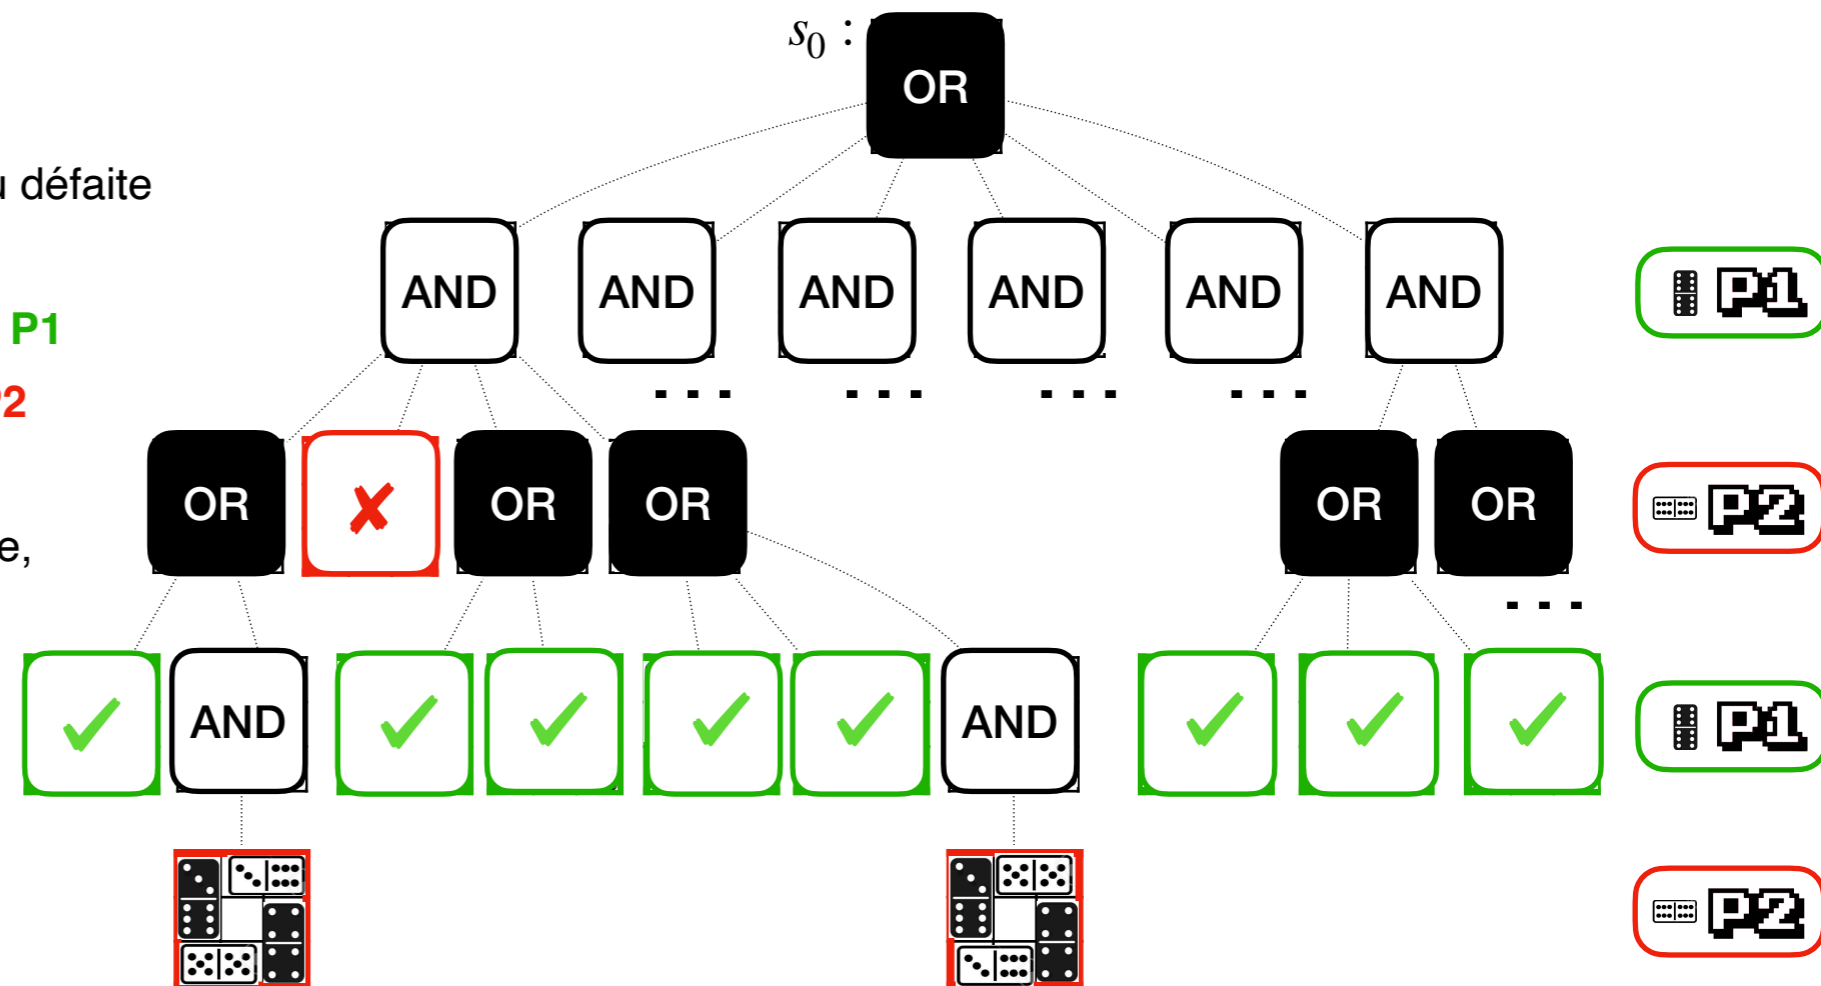 s0 :
OR
u défaite
AND AND AND AND AND AND
P1
P1
... ... ... ...
P2
OR ✘ OR OR OR OR
P2
e,
...
✓ AND ✓ ✓ ✓ ✓ AND ✓ ✓ ✓
P1
P2